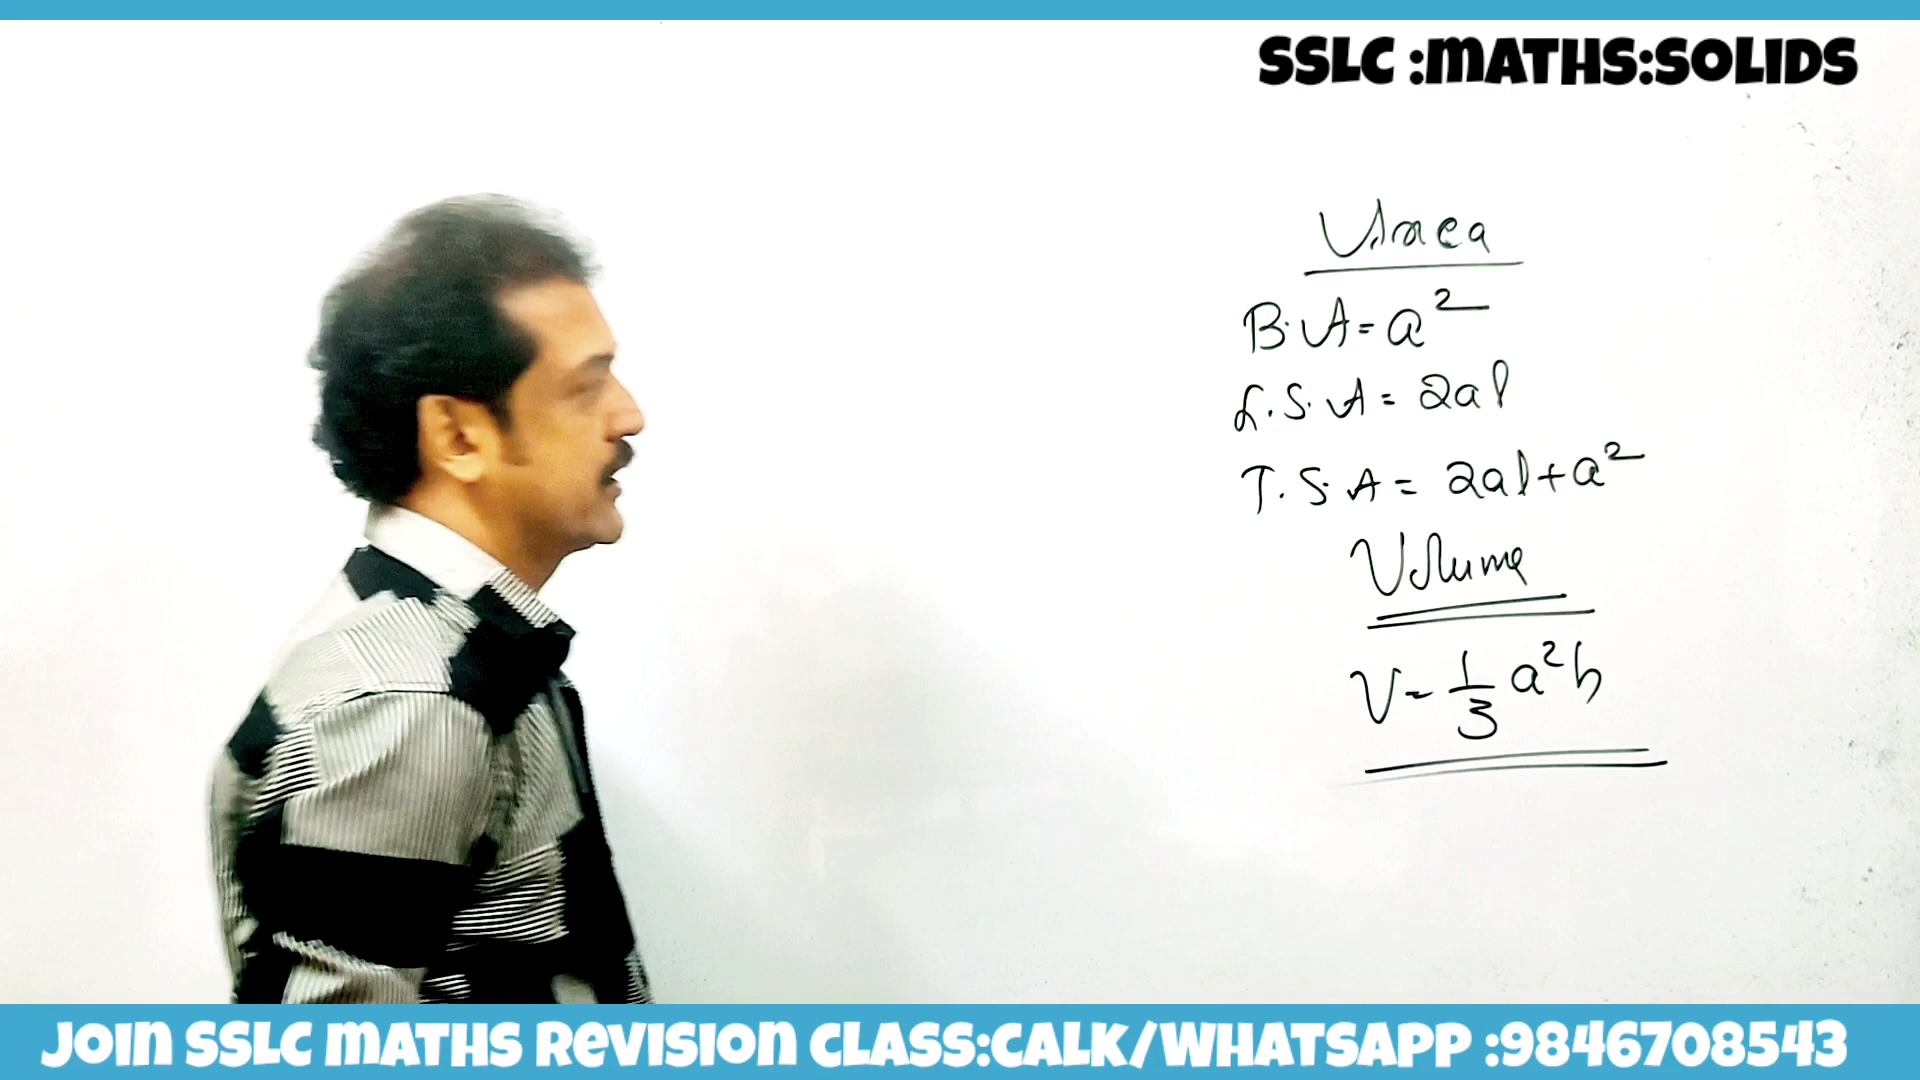 SSLC :MATHS:SOLIDS
Area
B.A = a²
L.S.A = 2al
T.S.A = 2al+a²
Volume
V = 1/3 a²h
JOIN SSLC MATHS REVISION CLASS:CALK/WHATSAPP :9846708543